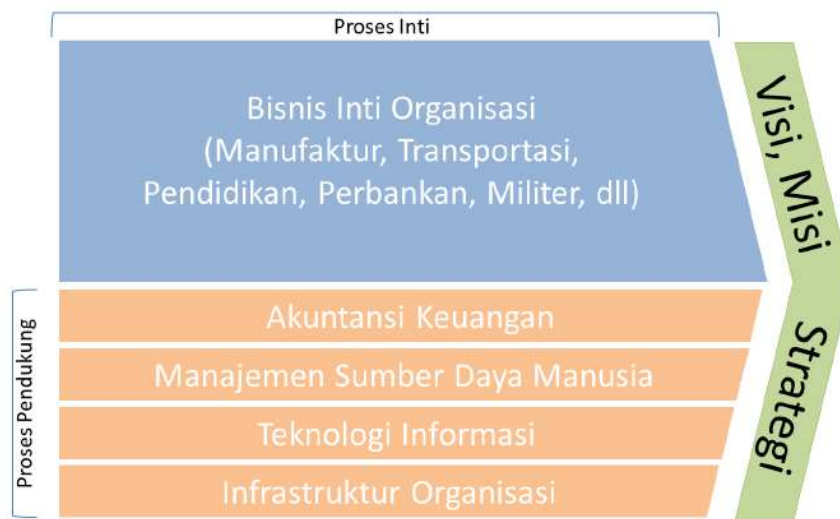 Proses Inti
Bisnis Inti Organisasi
(Manufaktur, Transportasi,
Pendidikan, Perbankan, Militer, dll)
Visi, Misi
Strategi
Proses Pendukung
Akuntansi Keuangan
Manajemen Sumber Daya Manusia
Teknologi Informasi
Infrastruktur Organisasi